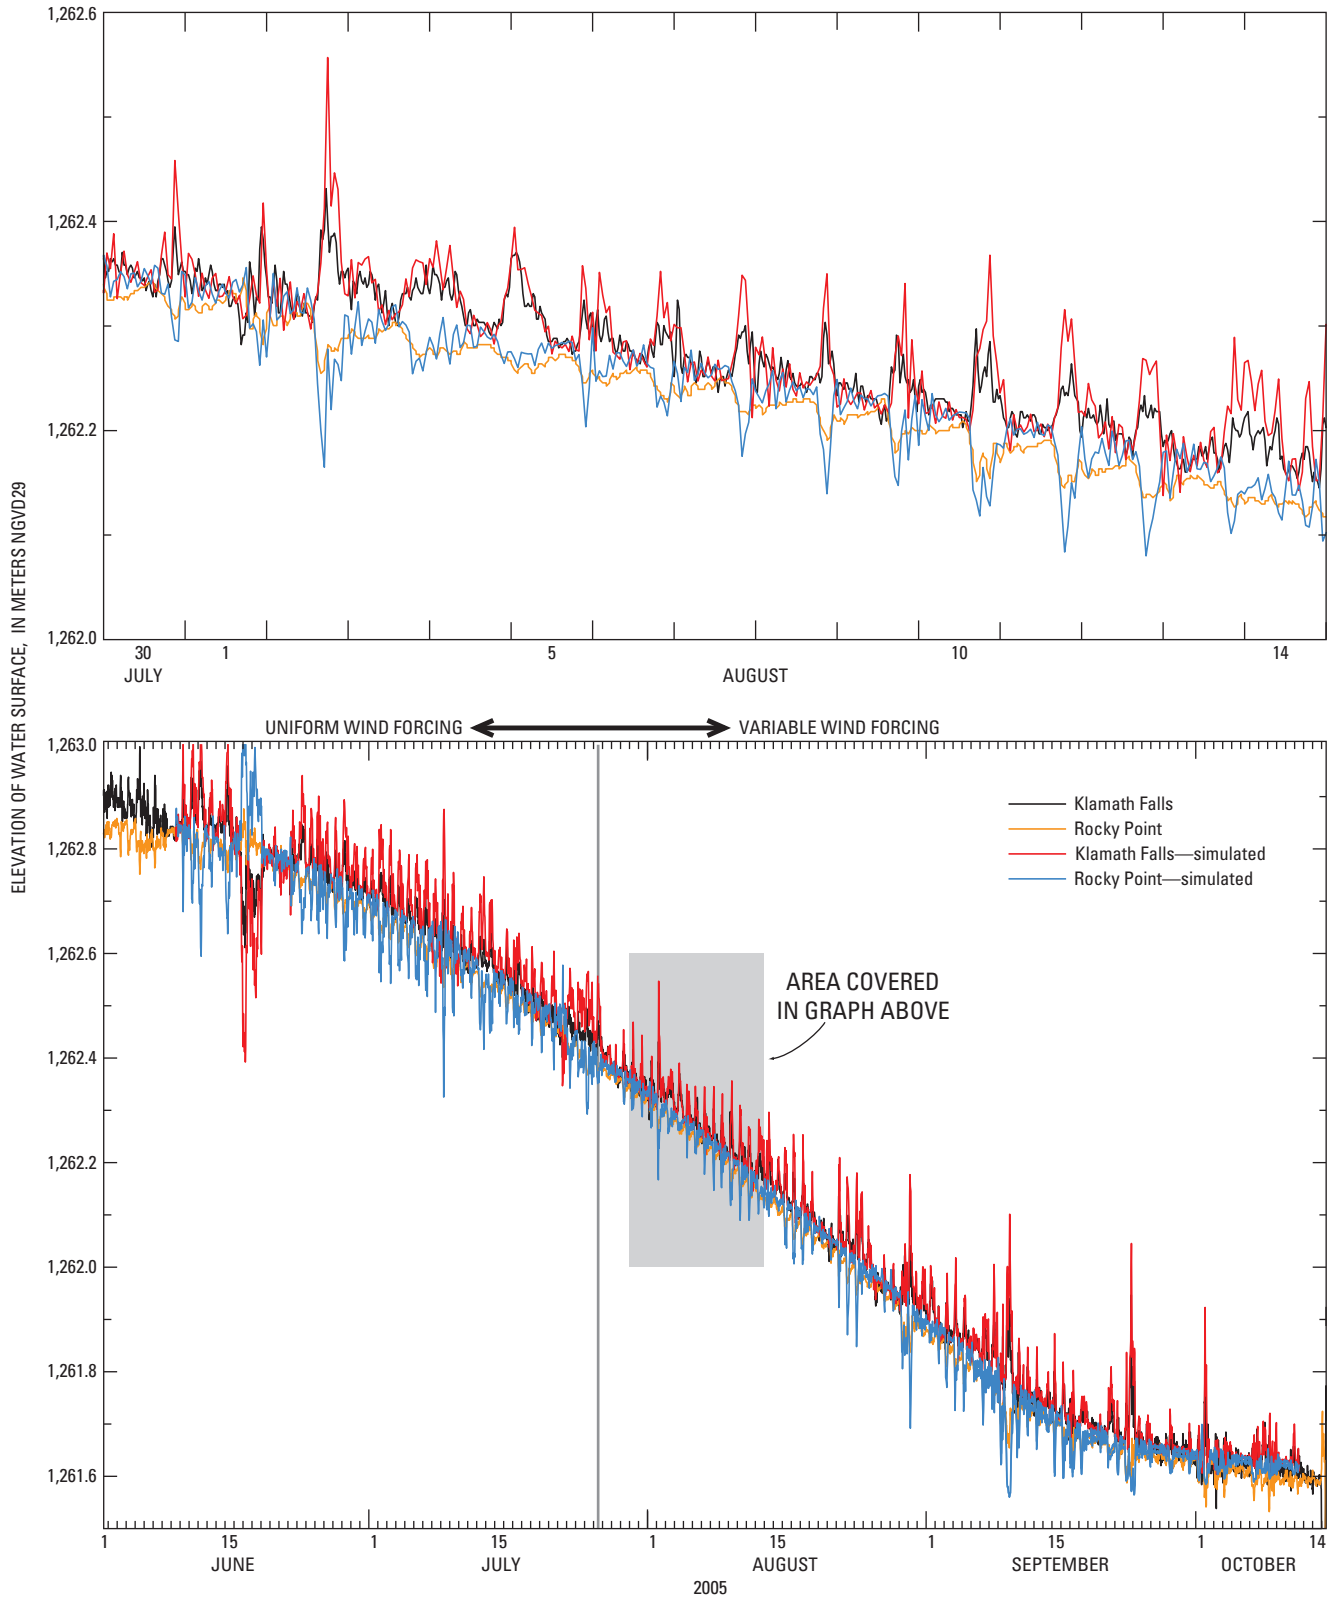 ELEVATION OF WATER SURFACE, IN METERS NGVD29
1,262.6
1,262.4
1,262.2
1,262.0
30 1 5 10 14
JULY AUGUST
UNIFORM WIND FORCING VARIABLE WIND FORCING
1,263.0
1,262.8
1,262.6
1,262.4
1,262.2
1,262.0
1,261.8
1,261.6
Klamath Falls
Rocky Point
Klamath Falls—simulated
Rocky Point—simulated
AREA COVERED
IN GRAPH ABOVE
1 15 1 15 1 15 1 15 1 14
JUNE JULY AUGUST SEPTEMBER OCTOBER
2005